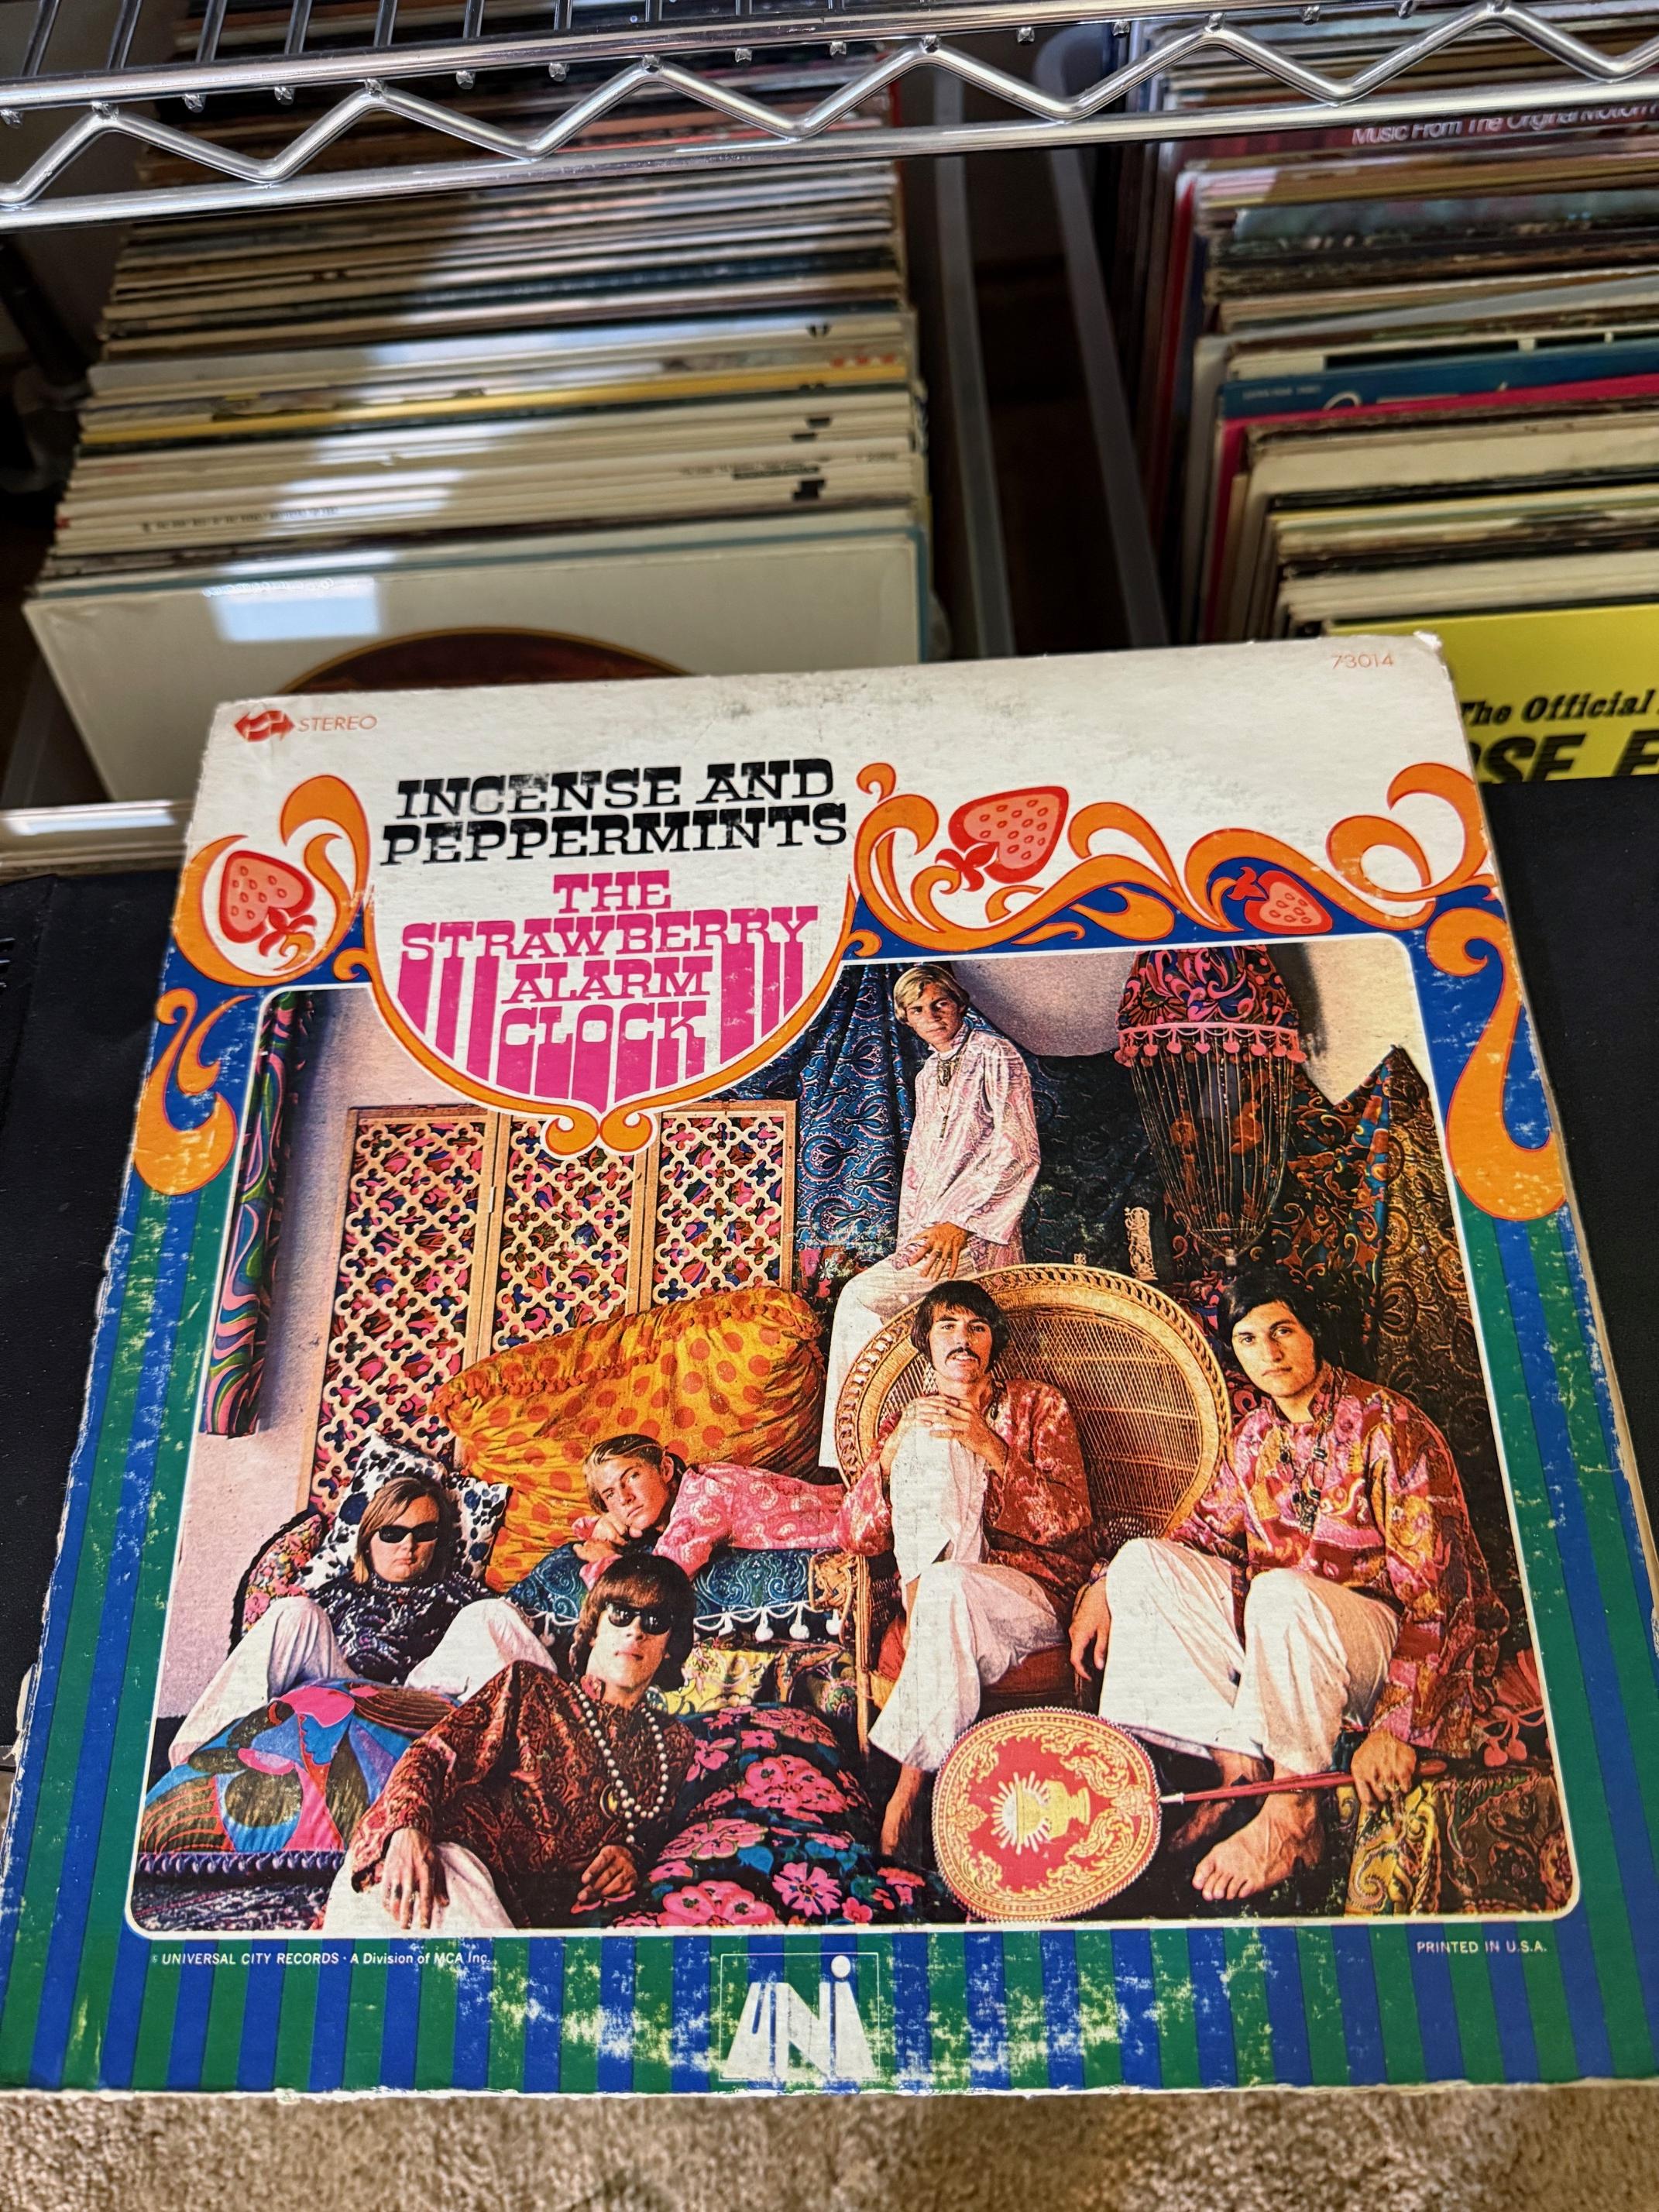 Music From The Original Motion
The Official
STEREO
73014
INCENSE AND
PEPPERMINTS
THE
STRAWBERRY
ALARM
CLOCK
UNIVERSAL CITY RECORDS · A Division of MCA Inc.
PRINTED IN U.S.A.
UNI